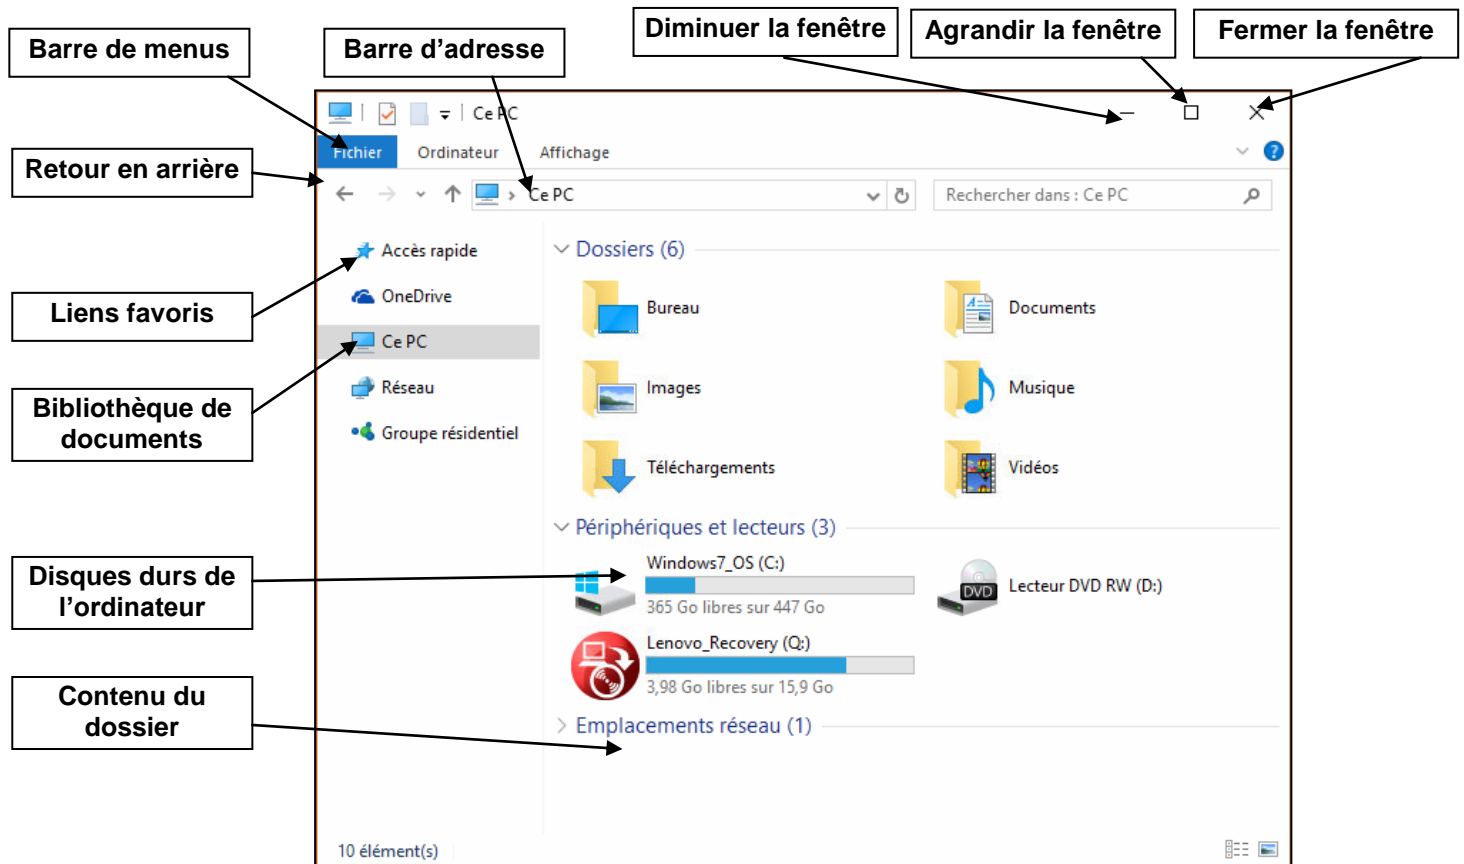 Diminuer la fenêtre
Agrandir la fenêtre
Fermer la fenêtre
Barre de menus
Barre d'adresse
Ce PC
Fichier
Ordinateur
Affichage
Retour en arrière
Ce PC
Rechercher dans : Ce PC
Accès rapide
Dossiers (6)
Liens favoris
OneDrive
Bureau
Documents
Ce PC
Réseau
Images
Musique
Bibliothèque de
documents
Groupe résidentiel
Téléchargements
Vidéos
Périphériques et lecteurs (3)
Disques durs de
l'ordinateur
Windows7_OS (C:)
365 Go libres sur 447 Go
DVD
Lecteur DVD RW (D:)
Lenovo_Recovery (Q:)
3,98 Go libres sur 15,9 Go
Contenu du
dossier
Emplacements réseau (1)
10 élément(s)